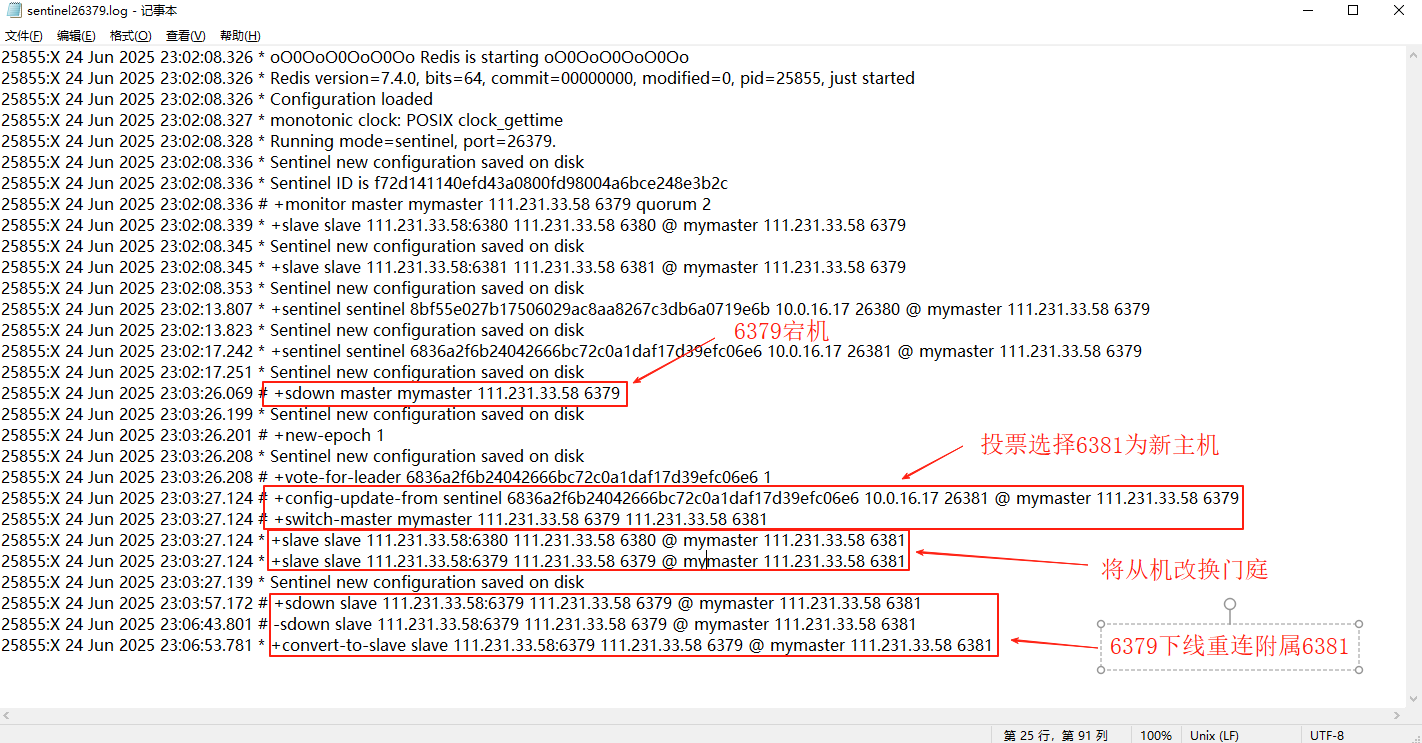 sentinel26379.log - 记事本
文件(F) 编辑(E) 格式(O) 查看(V) 帮助(H)
25855:X 24 Jun 2025 23:02:08.326 * oO0OoO0OoO0Oo Redis is starting oO0OoO0OoO0Oo
25855:X 24 Jun 2025 23:02:08.326 * Redis version=7.4.0, bits=64, commit=00000000, modified=0, pid=25855, just started
25855:X 24 Jun 2025 23:02:08.326 * Configuration loaded
25855:X 24 Jun 2025 23:02:08.327 * monotonic clock: POSIX clock_gettime
25855:X 24 Jun 2025 23:02:08.328 * Running mode=sentinel, port=26379.
25855:X 24 Jun 2025 23:02:08.336 * Sentinel new configuration saved on disk
25855:X 24 Jun 2025 23:02:08.336 * Sentinel ID is f72d141140efd43a0800fd98004a6bce248e3b2c
25855:X 24 Jun 2025 23:02:08.336 # +monitor master mymaster 111.231.33.58 6379 quorum 2
25855:X 24 Jun 2025 23:02:08.339 * +slave slave 111.231.33.58:6380 111.231.33.58 6380 @ mymaster 111.231.33.58 6379
25855:X 24 Jun 2025 23:02:08.345 * Sentinel new configuration saved on disk
25855:X 24 Jun 2025 23:02:08.345 * +slave slave 111.231.33.58:6381 111.231.33.58 6381 @ mymaster 111.231.33.58 6379
25855:X 24 Jun 2025 23:02:08.353 * Sentinel new configuration saved on disk
25855:X 24 Jun 2025 23:02:13.807 * +sentinel sentinel 8bf55e027b17506029ac8aa8267c3db6a0719e6b 10.0.16.17 26380 @ mymaster 111.231.33.58 6379
25855:X 24 Jun 2025 23:02:13.823 * Sentinel new configuration saved on disk
6379宕机
25855:X 24 Jun 2025 23:02:17.242 * +sentinel sentinel 6836a2f6b24042666bc72c0a1daf17d39efc06e6 10.0.16.17 26381 @ mymaster 111.231.33.58 6379
25855:X 24 Jun 2025 23:02:17.251 * Sentinel new configuration saved on disk
25855:X 24 Jun 2025 23:03:26.069 # +sdown master mymaster 111.231.33.58 6379
25855:X 24 Jun 2025 23:03:26.199 * Sentinel new configuration saved on disk
25855:X 24 Jun 2025 23:03:26.201 # +new-epoch 1
投票选择6381为新主机
25855:X 24 Jun 2025 23:03:26.208 * Sentinel new configuration saved on disk
25855:X 24 Jun 2025 23:03:26.208 # +vote-for-leader 6836a2f6b24042666bc72c0a1daf17d39efc06e6 1
25855:X 24 Jun 2025 23:03:27.124 # +config-update-from sentinel 6836a2f6b24042666bc72c0a1daf17d39efc06e6 10.0.16.17 26381 @ mymaster 111.231.33.58 6379
25855:X 24 Jun 2025 23:03:27.124 # +switch-master mymaster 111.231.33.58 6379 111.231.33.58 6381
25855:X 24 Jun 2025 23:03:27.124 * +slave slave 111.231.33.58:6380 111.231.33.58 6380 @ mymaster 111.231.33.58 6381
25855:X 24 Jun 2025 23:03:27.124 * +slave slave 111.231.33.58:6379 111.231.33.58 6379 @ mymaster 111.231.33.58 6381
将从机改换门庭
25855:X 24 Jun 2025 23:03:27.139 * Sentinel new configuration saved on disk
25855:X 24 Jun 2025 23:03:57.172 # +sdown slave 111.231.33.58:6379 111.231.33.58 6379 @ mymaster 111.231.33.58 6381
25855:X 24 Jun 2025 23:06:43.801 # -sdown slave 111.231.33.58:6379 111.231.33.58 6379 @ mymaster 111.231.33.58 6381
25855:X 24 Jun 2025 23:06:53.781 * +convert-to-slave slave 111.231.33.58:6379 111.231.33.58 6379 @ mymaster 111.231.33.58 6381
6379下线重连附属6381
第 25 行，第 91 列 100% Unix (LF) UTF-8